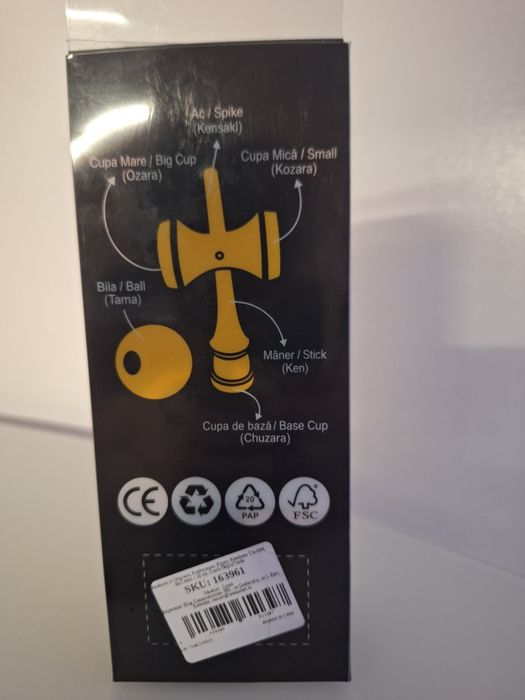 Ac / Spike
(Kensaki)
Cupa Mare / Big Cup
(Ozara)
Cupa Mică / Small
(Kozara)
Bila / Ball
(Tama)
Mâner / Stick
(Ken)
Cupa de bază / Base Cup
(Chuzara)
CE
20
PAP
FSC
SKU: 163961